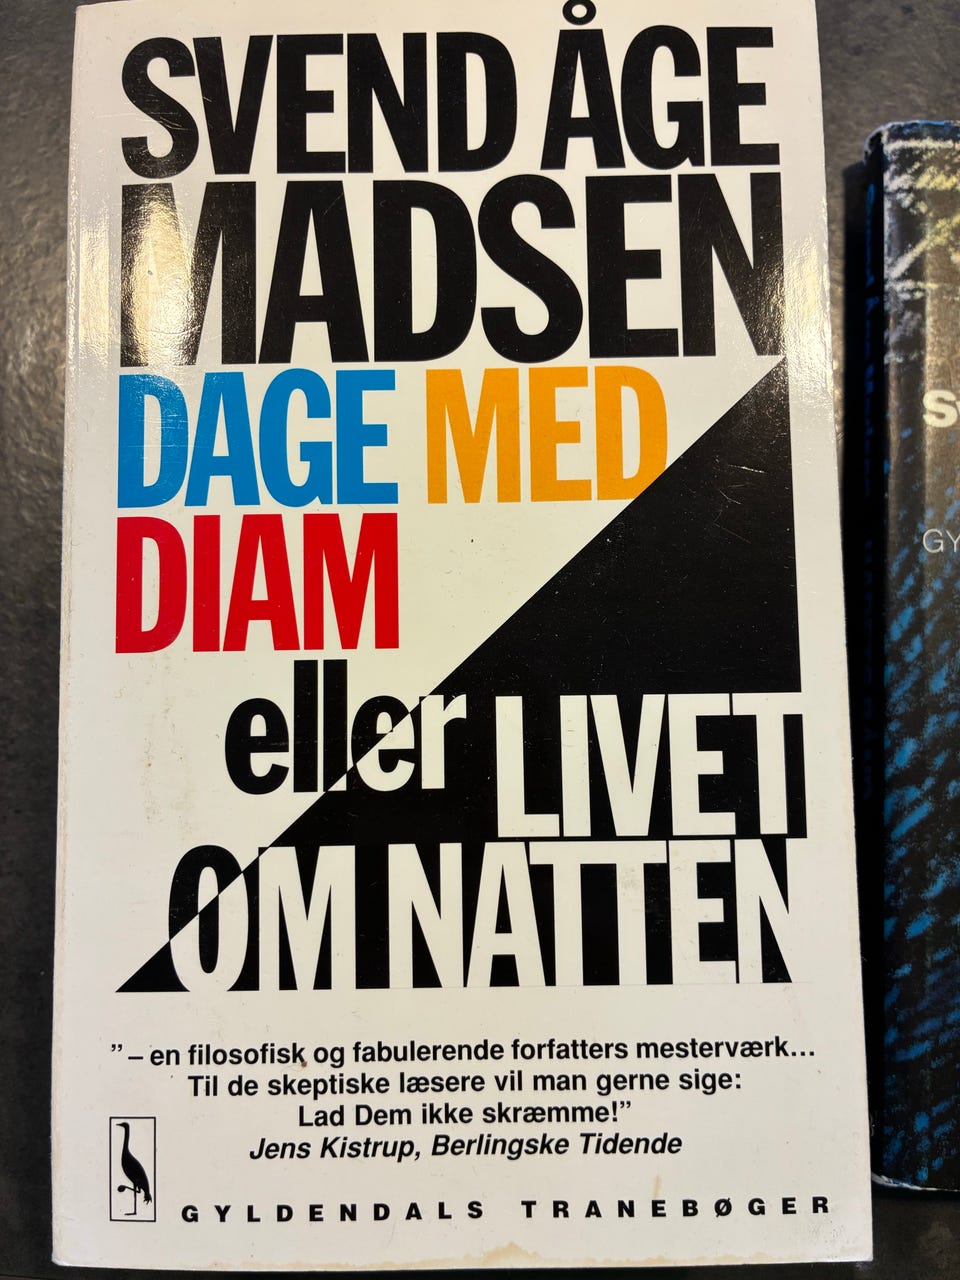 SVEND ÅGE
MADSEN
DAGE MED
DIAM
eller LIVET
OM NATTEN
” – en filosofisk og fabulerende forfatters mesterværk...
Til de skeptiske læsere vil man gerne sige:
Lad Dem ikke skræmme!”
Jens Kistrup, Berlingske Tidende
GYLDENDALS TRANEBØGER
GY